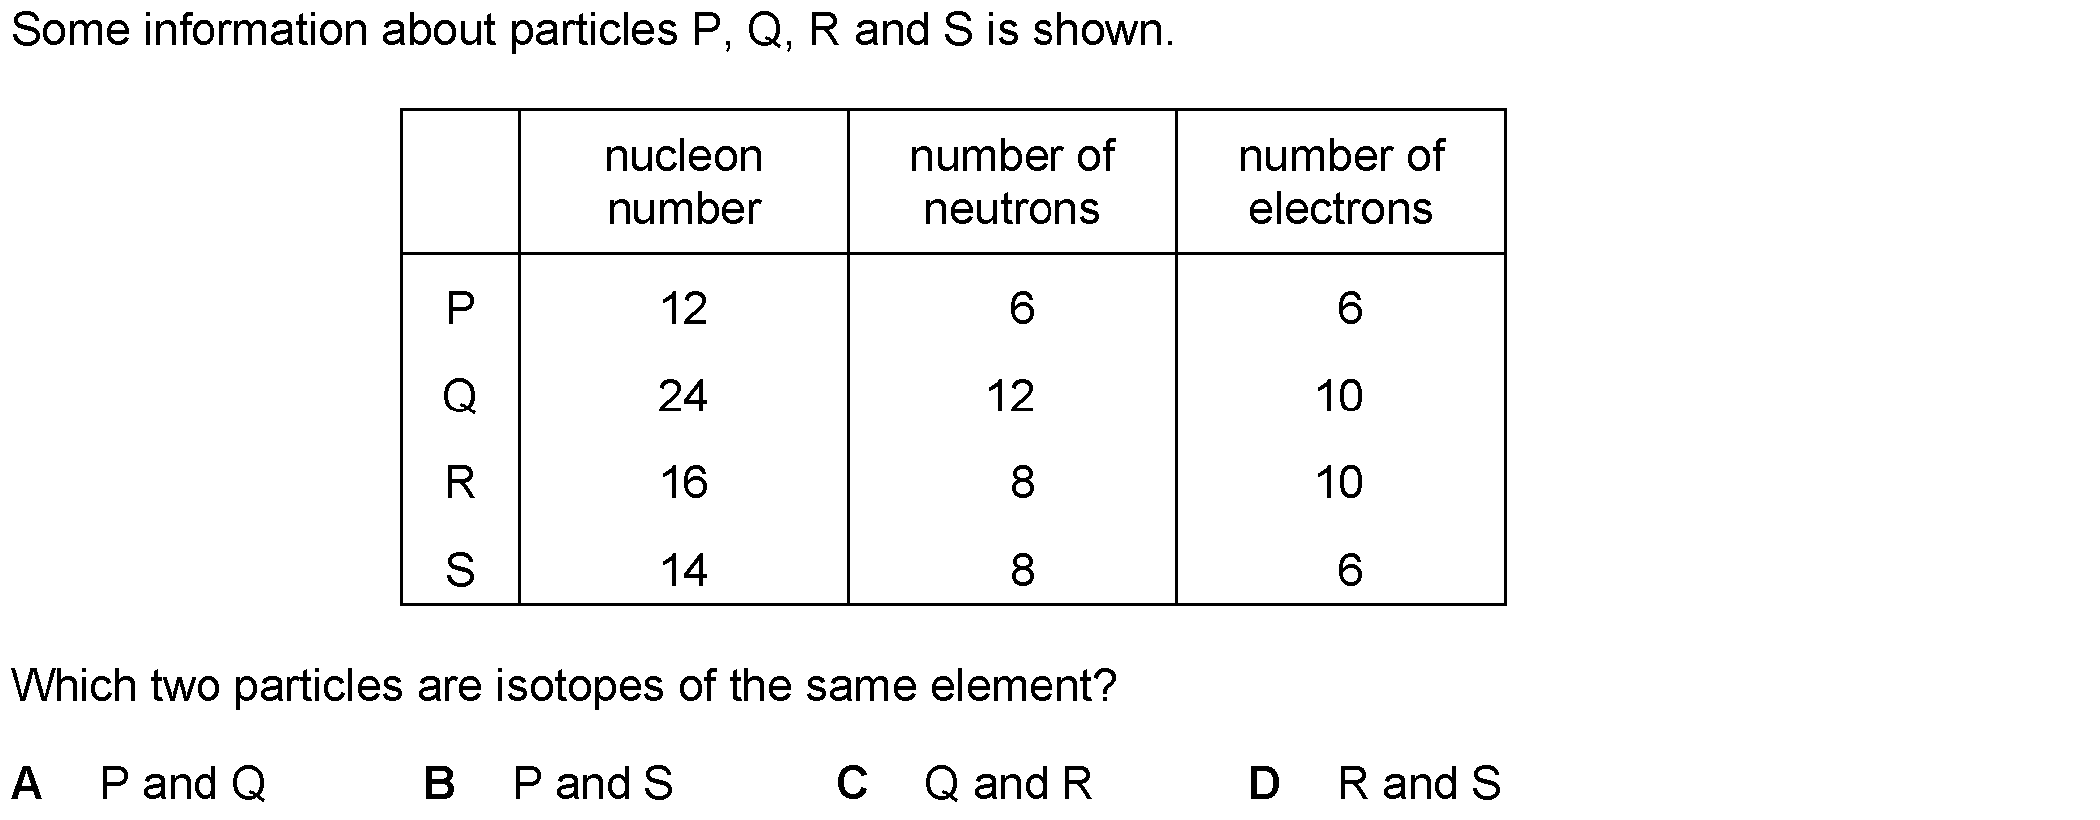 Some information about particles P, Q, R and S is shown.
nucleon number number of neutrons number of electrons
P 12 6 6
Q 24 12 10
R 16 8 10
S 14 8 6
Which two particles are isotopes of the same element?
A P and Q B P and S C Q and R D R and S